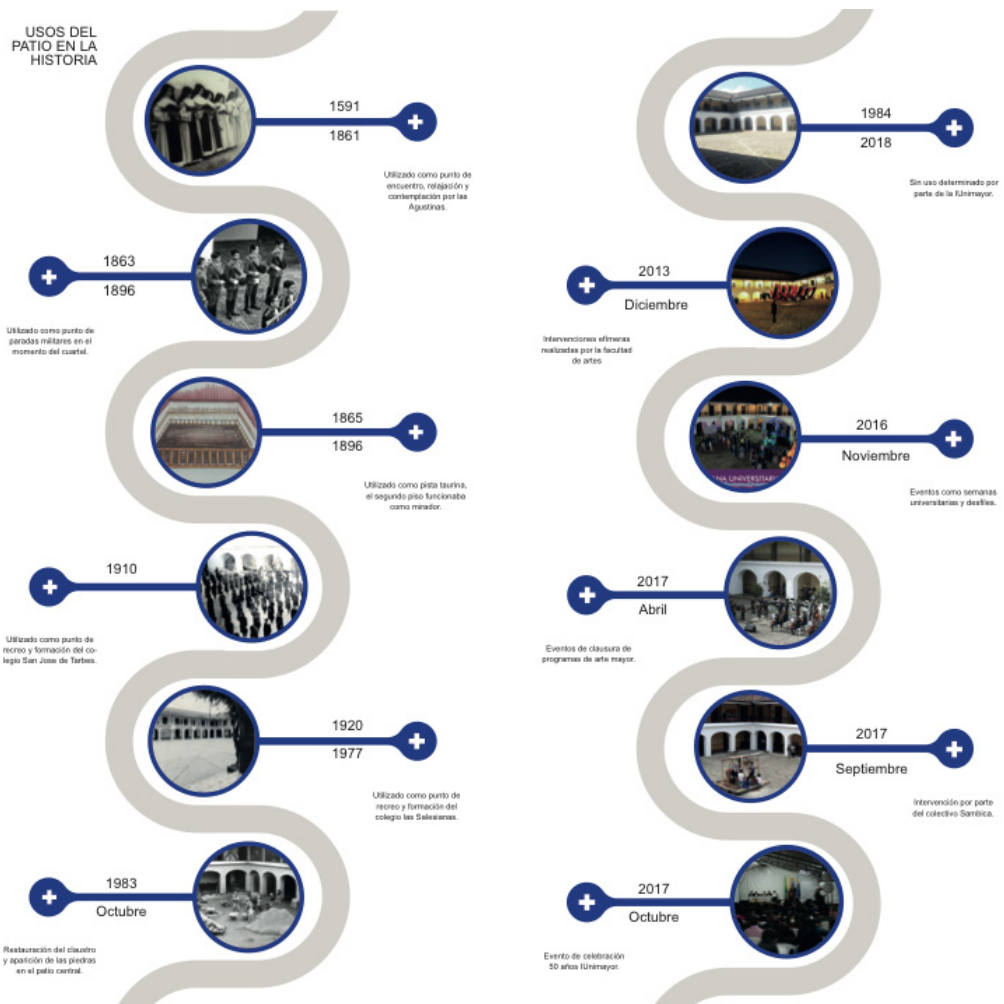 USOS DEL
PATIO EN LA
HISTORIA
1591
1861
Utilizado como punto de
encuentro, relajación y
contemplación por las
Agustinas.
1863
1896
Utilizado como punto de
paradas militares en el
momento del cuartel.
1865
1896
Utilizado como pista taurina,
el segundo piso funcionaba
como mirador.
1910
Utilizado como punto de
recreo y formación del co-
legio San Jose de Tarbes.
1920
1977
Utilizado como punto de
recreo y formación del
colegio las Salesianas.
1983
Octubre
Restauración del claustro
y aparición de las piedras
en el patio central.
1984
2018
Sin uso determinado por
parte de la IUnimayor.
2013
Diciembre
Intervenciones efímeras
realizadas por la facultad
de artes
2016
Noviembre
NA UNIVERSITARI
Eventos como semanas
universitarias y desfiles.
2017
Abril
Eventos de clausura de
programas de arte mayor.
2017
Septiembre
Intervención por parte
del colectivo Sambica.
2017
Octubre
Evento de celebración
50 años IUnimayor.